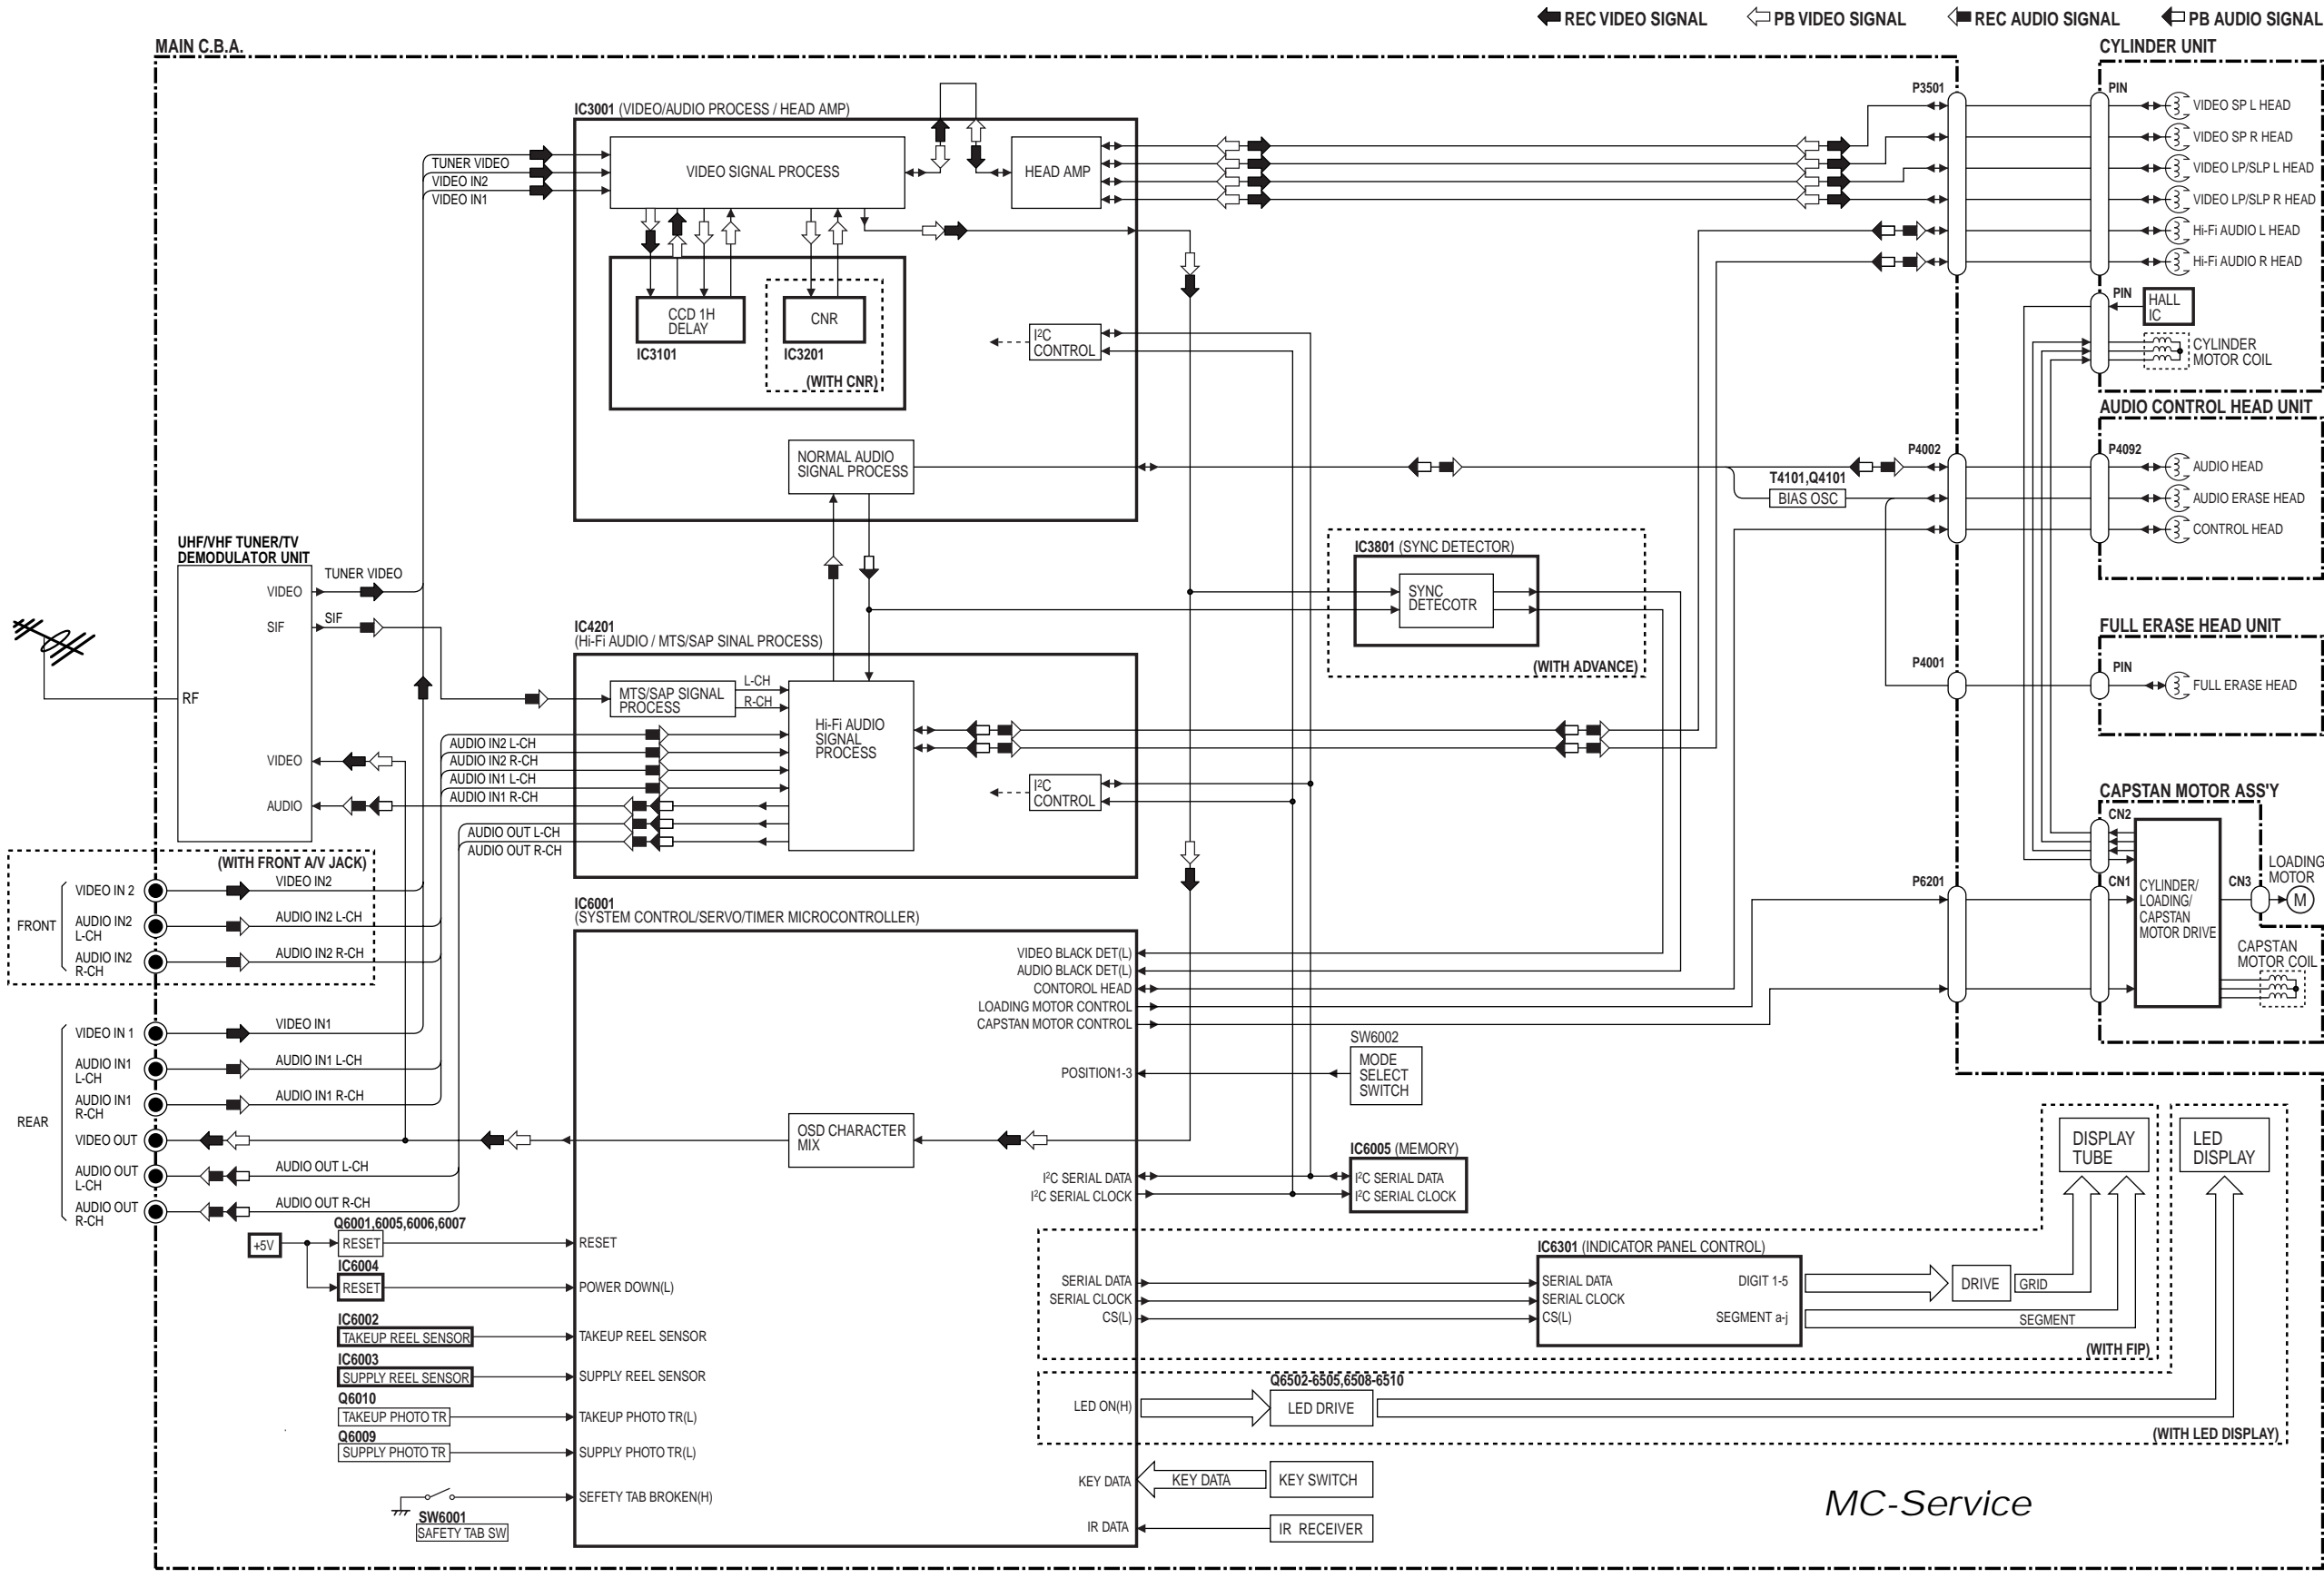 REC VIDEO SIGNAL
PB VIDEO SIGNAL
REC AUDIO SIGNAL
PB AUDIO SIGNAL
MAIN C.B.A.
CYLINDER UNIT
IC3001 (VIDEO/AUDIO PROCESS / HEAD AMP)
P3501
PIN
VIDEO SP L HEAD
VIDEO SP R HEAD
VIDEO LP/SLP L HEAD
VIDEO LP/SLP R HEAD
Hi-Fi AUDIO L HEAD
Hi-Fi AUDIO R HEAD
TUNER VIDEO
VIDEO IN2
VIDEO IN1
VIDEO SIGNAL PROCESS
HEAD AMP
PIN
HALL
IC
CYLINDER
MOTOR COIL
CCD 1H
DELAY
IC3101
CNR
IC3201
(WITH CNR)
I²C
CONTROL
AUDIO CONTROL HEAD UNIT
NORMAL AUDIO
SIGNAL PROCESS
P4002
P4092
T4101,Q4101
BIAS OSC
AUDIO HEAD
AUDIO ERASE HEAD
CONTROL HEAD
UHF/VHF TUNER/TV
DEMODULATOR UNIT
VIDEO
SIF
TUNER VIDEO
SIF
RF
VIDEO
AUDIO
IC3801 (SYNC DETECTOR)
SYNC
DETECOTR
(WITH ADVANCE)
FULL ERASE HEAD UNIT
P4001
PIN
FULL ERASE HEAD
IC4201
(Hi-Fi AUDIO / MTS/SAP SINAL PROCESS)
MTS/SAP SIGNAL
PROCESS
L-CH
R-CH
Hi-Fi AUDIO
SIGNAL
PROCESS
AUDIO IN2 L-CH
AUDIO IN2 R-CH
AUDIO IN1 L-CH
AUDIO IN1 R-CH
AUDIO OUT L-CH
AUDIO OUT R-CH
I²C
CONTROL
CAPSTAN MOTOR ASS'Y
CN2
LOADING
MOTOR
P6201
CN1
CN3
M
CYLINDER/
LOADING/
CAPSTAN
MOTOR DRIVE
CAPSTAN
MOTOR COIL
(WITH FRONT A/V JACK)
FRONT
VIDEO IN 2
VIDEO IN2
AUDIO IN2
L-CH
AUDIO IN2 L-CH
AUDIO IN2
R-CH
AUDIO IN2 R-CH
REAR
VIDEO IN 1
VIDEO IN1
AUDIO IN1
L-CH
AUDIO IN1 L-CH
AUDIO IN1
R-CH
AUDIO IN1 R-CH
VIDEO OUT
AUDIO OUT
L-CH
AUDIO OUT L-CH
AUDIO OUT
R-CH
AUDIO OUT R-CH
IC6001
(SYSTEM CONTROL/SERVO/TIMER MICROCONTROLLER)
VIDEO BLACK DET(L)
AUDIO BLACK DET(L)
CONTOROL HEAD
LOADING MOTOR CONTROL
CAPSTAN MOTOR CONTROL
POSITION1-3
SW6002
MODE
SELECT
SWITCH
OSD CHARACTER
MIX
I²C SERIAL DATA
I²C SERIAL CLOCK
IC6005 (MEMORY)
I²C SERIAL DATA
I²C SERIAL CLOCK
DISPLAY
TUBE
LED
DISPLAY
+5V
Q6001,6005,6006,6007
RESET
RESET
IC6004
RESET
POWER DOWN(L)
IC6002
TAKEUP REEL SENSOR
TAKEUP REEL SENSOR
IC6003
SUPPLY REEL SENSOR
SUPPLY REEL SENSOR
Q6010
TAKEUP PHOTO TR
TAKEUP PHOTO TR(L)
Q6009
SUPPLY PHOTO TR
SUPPLY PHOTO TR(L)
SEFETY TAB BROKEN(H)
SW6001
SAFETY TAB SW
SERIAL DATA
SERIAL CLOCK
CS(L)
IC6301 (INDICATOR PANEL CONTROL)
SERIAL DATA
SERIAL CLOCK
CS(L)
DIGIT 1-5
SEGMENT a-j
DRIVE
GRID
SEGMENT
(WITH FIP)
LED ON(H)
Q6502-6505,6508-6510
LED DRIVE
(WITH LED DISPLAY)
KEY DATA
KEY DATA
KEY SWITCH
IR DATA
IR RECEIVER
MC-Service